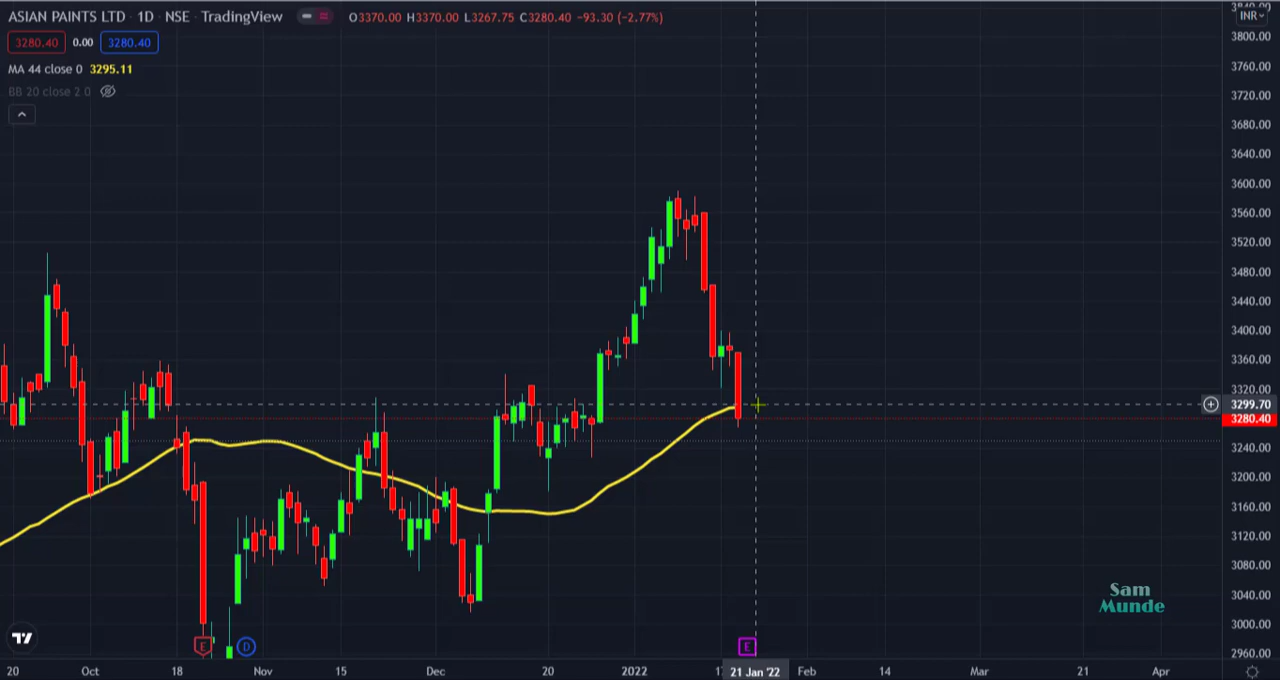 ASIAN PAINTS LTD · 1D · NSE · TradingView O3370.00 H3370.00 L3267.75 C3280.40 −93.30 (−2.77%)
3280.40 0.00 3280.40
MA 44 close 0 3295.11
BB 20 close 2 0
INR
3840.00
3800.00
3760.00
3720.00
3680.00
3640.00
3600.00
3560.00
3520.00
3480.00
3440.00
3400.00
3360.00
3320.00
3299.70
3280.40
3240.00
3200.00
3160.00
3120.00
3080.00
3040.00
3000.00
2960.00
Sam
Munde
E D E
20 Oct 18 Nov 15 Dec 20 2022 21 Jan '22 Feb 14 Mar 21 Apr